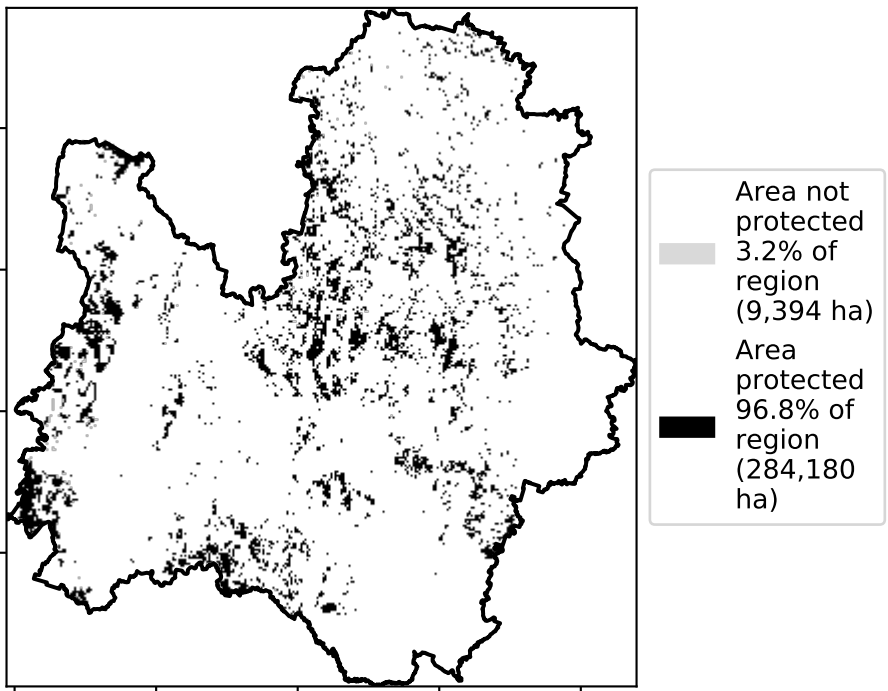 Area not
protected
3.2% of
region
(9,394 ha)
Area
protected
96.8% of
region
(284,180
ha)